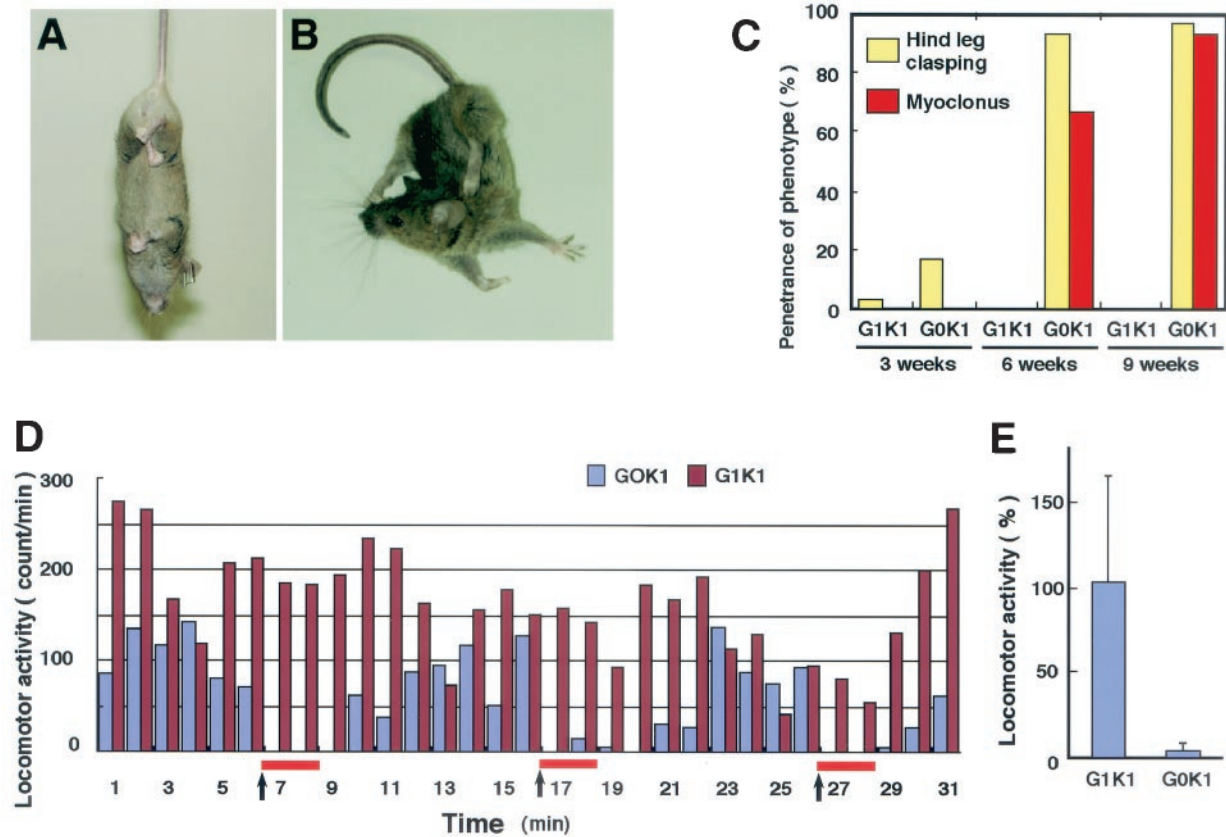 A
B
C
Penetrance of phenotype ( % )
100
80
60
40
20
0
Hind leg
clasping
Myoclonus
G1K1 G0K1 G1K1 G0K1 G1K1 G0K1
3 weeks 6 weeks 9 weeks
D
Locomotor activity ( count/min )
300
200
100
0
GOK1 G1K1
1 3 5 7 9 11 13 15 17 19 21 23 25 27 29 31
Time (min)
E
Locomotor activity ( % )
150
100
50
0
G1K1 G0K1